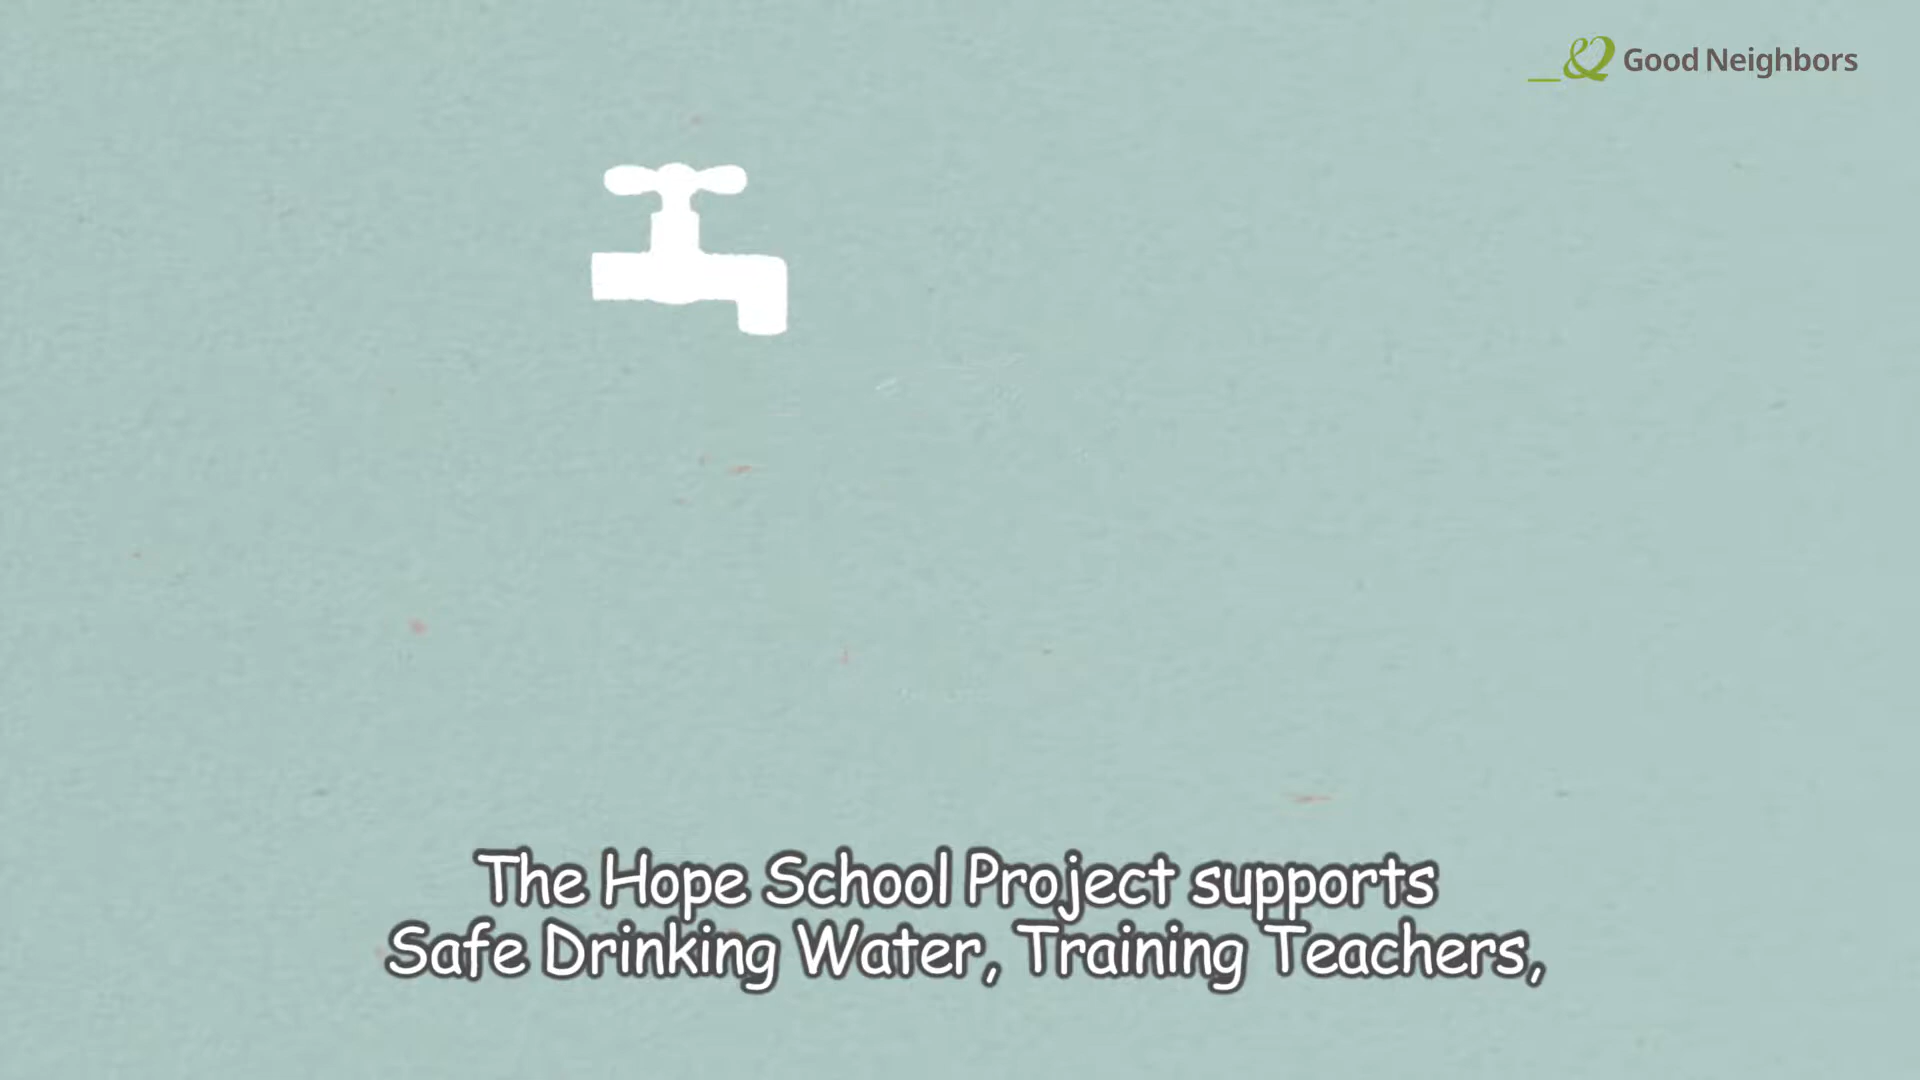 Good Neighbors
The Hope School Project supports
Safe Drinking Water, Training Teachers,